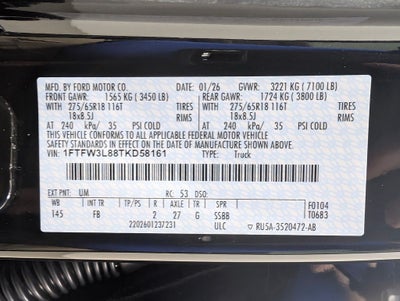 MFD. BY FORD MOTOR CO. DATE: 01/26 GVWR: 3221 KG ( 7100 LB)
FRONT GAWR: 1565 KG ( 3450 LB) REAR GAWR: 1724 KG ( 3800 LB)
WITH WITH
275/65R18 116T TIRES 275/65R18 116T TIRES
18x8.5J RIMS 18x8.5J RIMS
AT 240 kPa/ 35 PSI COLD AT 240 kPa/ 35 PSI COLD
THIS VEHICLE CONFORMS TO ALL APPLICABLE FEDERAL MOTOR VEHICLE
SAFETY STANDARDS IN EFFECT ON THE DATE OF MANUFACTURE SHOWN ABOVE.
VIN: 1FTFW3L88TKD58161 TYPE: Truck
EXT PNT: UM RC: 53 DSO: F0104
WB INT TR TP/PS R AXLE TR SPR T0683
145 FB 2 27 G SSBB
2202601237231 ULC RU5A-3520472-AB